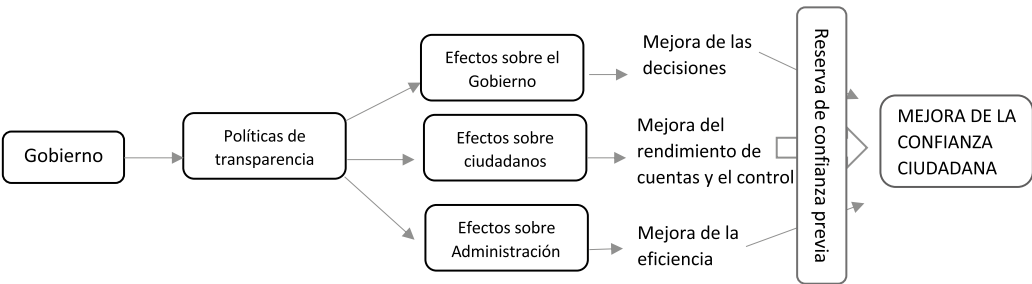 Gobierno
Políticas de
transparencia
Efectos sobre el
Gobierno
Efectos sobre
ciudadanos
Efectos sobre
Administración
Mejora de las
decisiones
Mejora del
rendimiento de
cuentas y el control
Mejora de la
eficiencia
Reserva de confianza previa
MEJORA DE LA
CONFIANZA
CIUDADANA